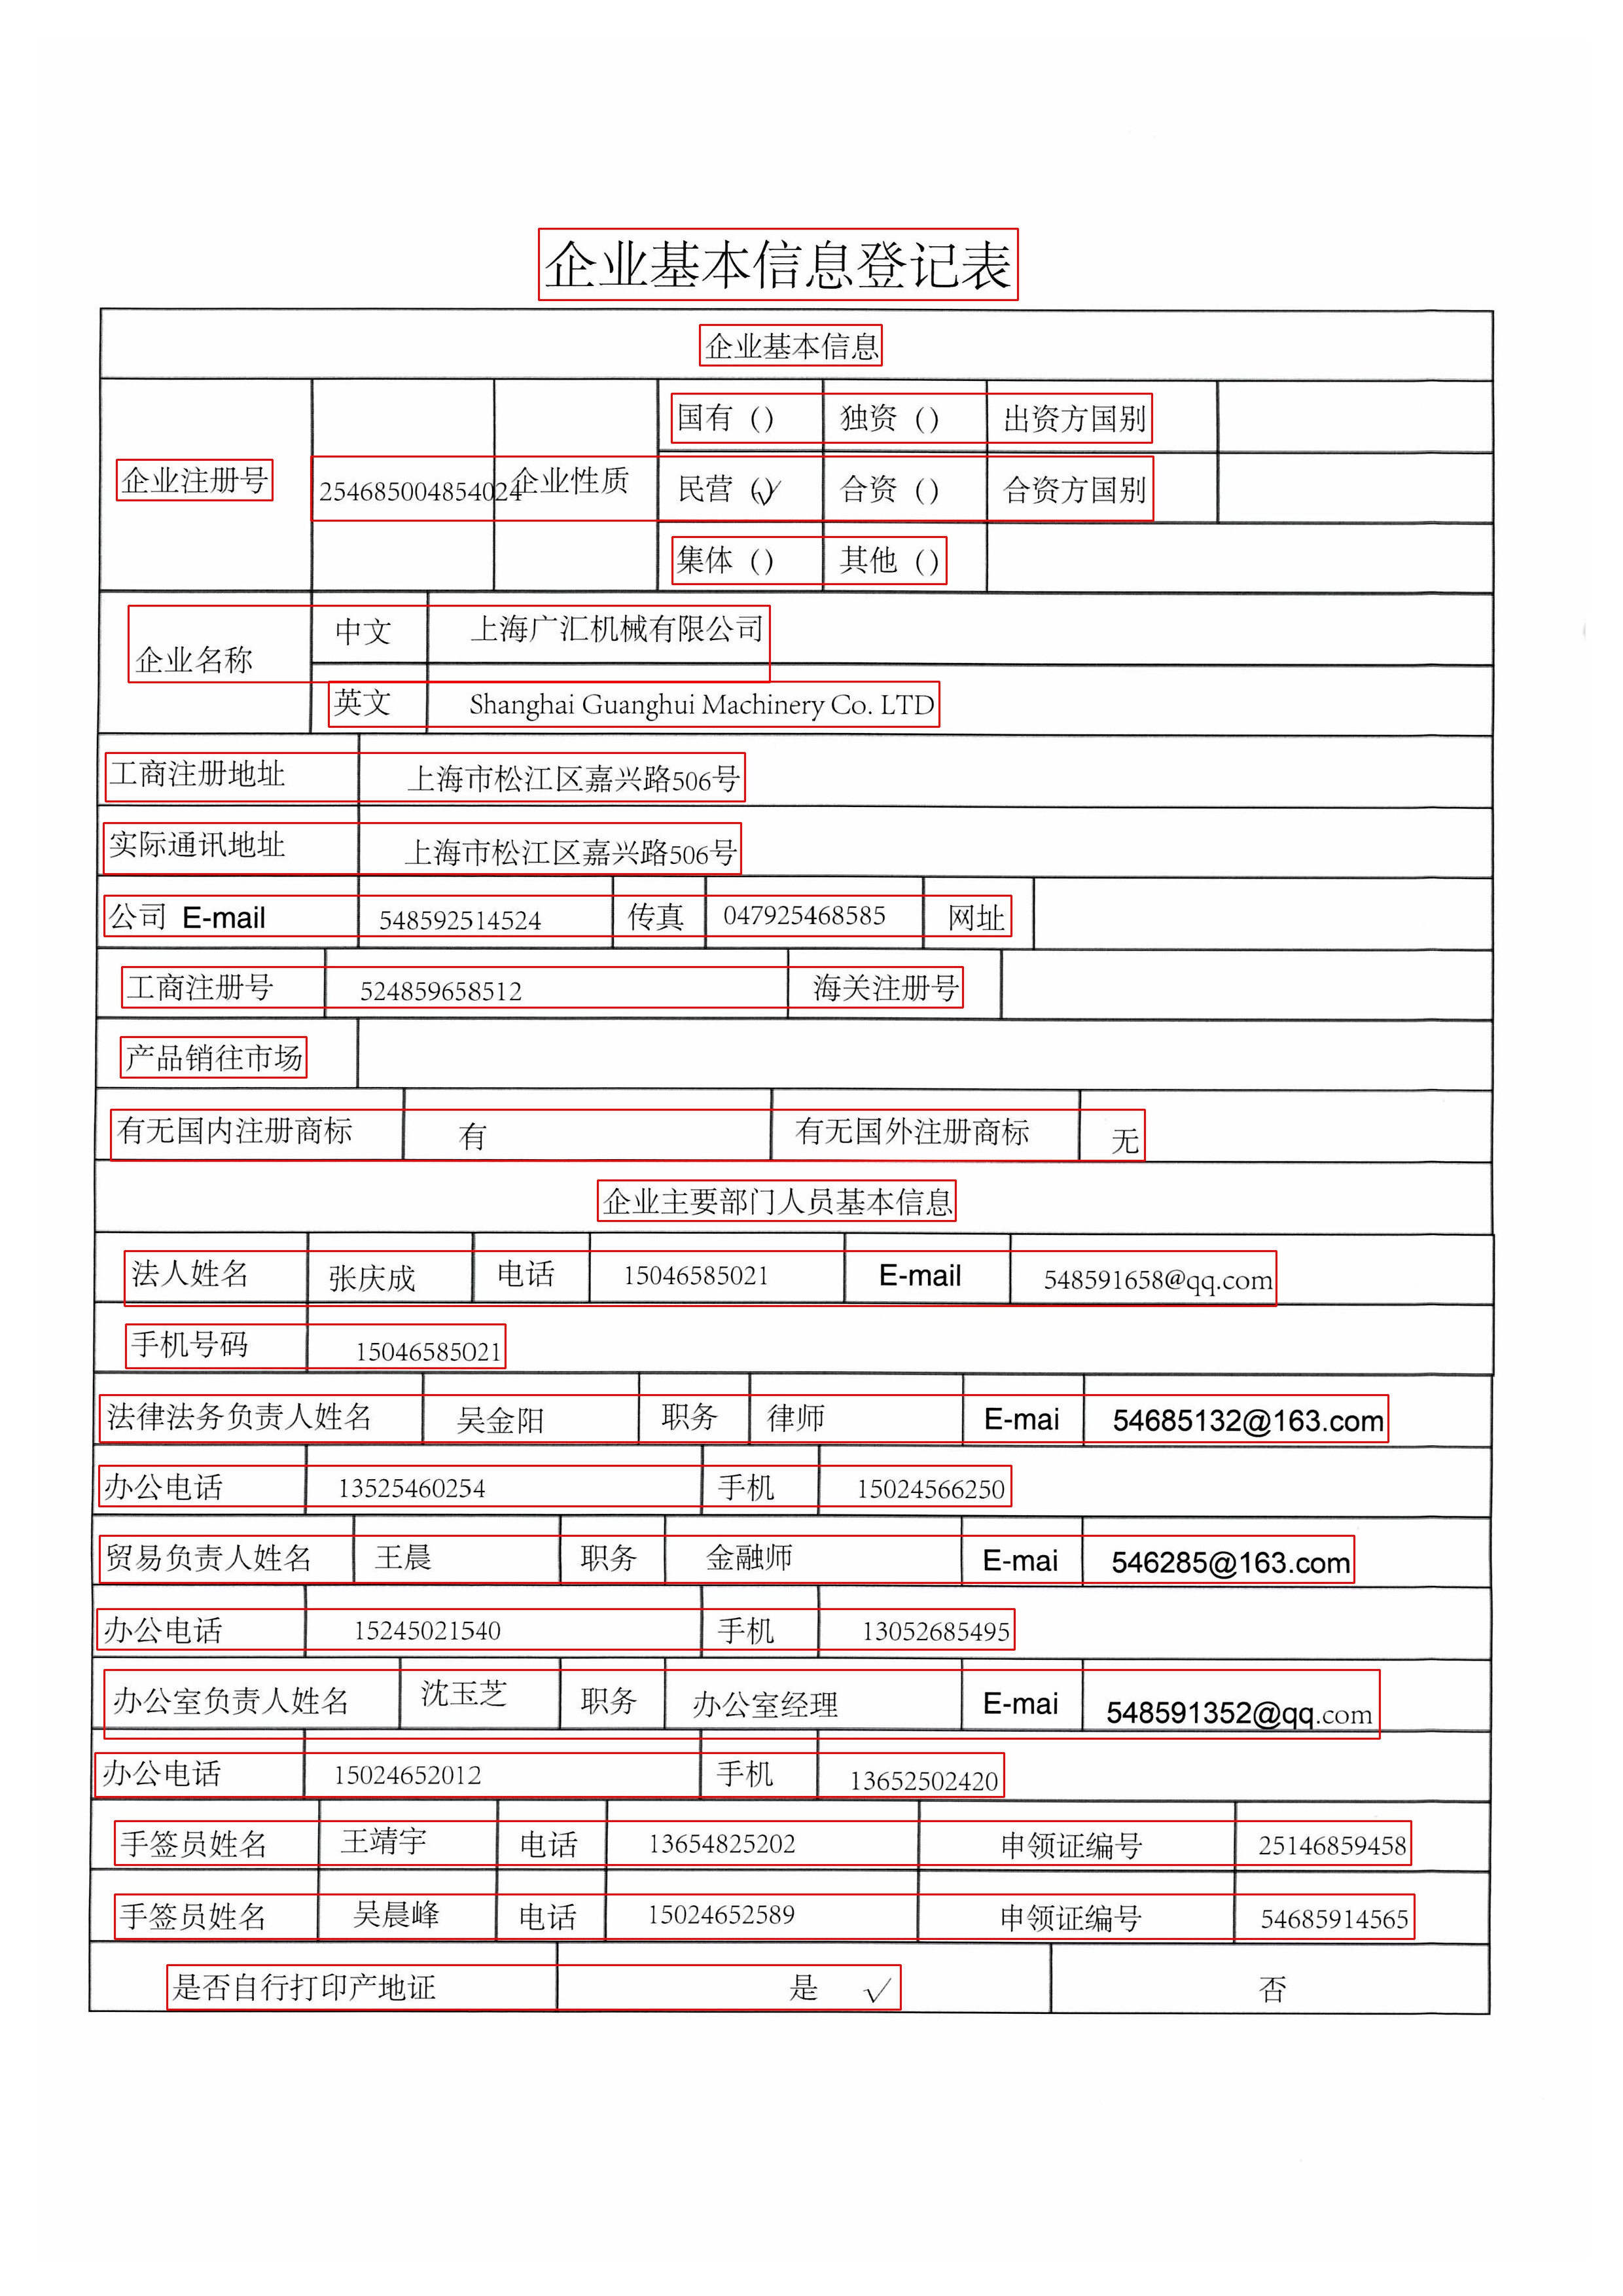 企业基本信息登记表
企业基本信息
国有（） 独资（） 出资方国别
企业注册号
254685004854024 企业性质 民营（√） 合资（） 合资方国别
集体（） 其他（）
企业名称 中文 上海广汇机械有限公司
英文 Shanghai Guanghui Machinery Co. LTD
工商注册地址 上海市松江区嘉兴路506号
实际通讯地址 上海市松江区嘉兴路506号
公司 E-mail 548592514524 传真 047925468585 网址
工商注册号 524859658512 海关注册号
产品销往市场
有无国内注册商标 有 有无国外注册商标 无
企业主要部门人员基本信息
法人姓名 张庆成 电话 15046585021 E-mail 548591658@qq.com
手机号码 15046585021
法律法务负责人姓名 吴金阳 职务 律师 E-mai 54685132@163.com
办公电话 13525460254 手机 15024566250
贸易负责人姓名 王晨 职务 金融师 E-mai 546285@163.com
办公电话 15245021540 手机 13052685495
办公室负责人姓名 沈玉芝 职务 办公室经理 E-mai 548591352@qq.com
办公电话 15024652012 手机 13652502420
手签员姓名 王靖宇 电话 13654825202 申领证编号 25146859458
手签员姓名 吴晨峰 电话 15024652589 申领证编号 54685914565
是否自行打印产地证 是 √ 否